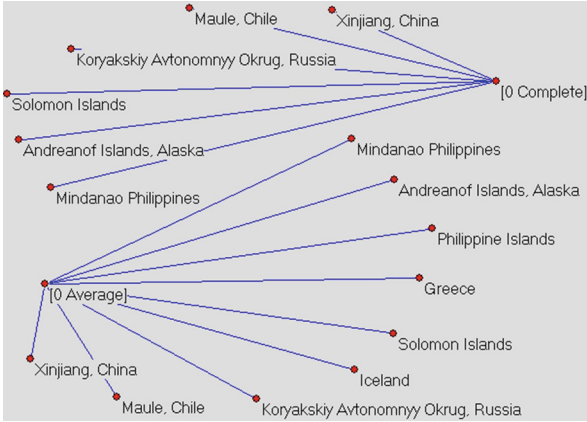 Maule, Chile
Xinjiang, China
Koryakskiy Avtonomnyy Okrug, Russia
[0 Complete]
Solomon Islands
Andreanof Islands, Alaska
Mindanao Philippines
Mindanao Philippines
Andreanof Islands, Alaska
Philippine Islands
Greece
[0 Average]
Solomon Islands
Xinjiang, China
Iceland
Maule, Chile
Koryakskiy Avtonomnyy Okrug, Russia